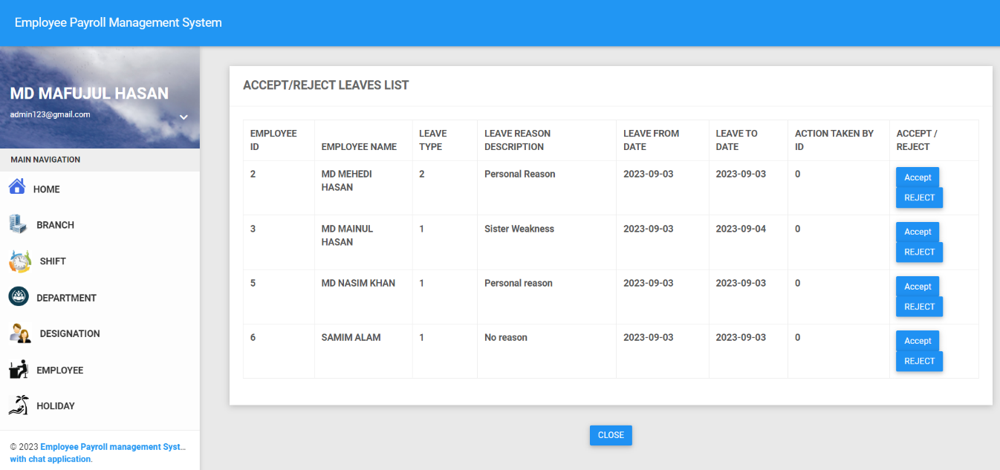 Employee Payroll Management System
MD MAFUJUL HASAN
admin123@gmail.com
MAIN NAVIGATION
HOME
BRANCH
SHIFT
DEPARTMENT
DESIGNATION
EMPLOYEE
HOLIDAY
© 2023 Employee Payroll management Syst...
with chat application.
ACCEPT/REJECT LEAVES LIST
EMPLOYEE ID EMPLOYEE NAME LEAVE TYPE LEAVE REASON DESCRIPTION LEAVE FROM DATE LEAVE TO DATE ACTION TAKEN BY ID ACCEPT / REJECT
2 MD MEHEDI HASAN 2 Personal Reason 2023-09-03 2023-09-03 0 Accept REJECT
3 MD MAINUL HASAN 1 Sister Weakness 2023-09-03 2023-09-04 0 Accept REJECT
5 MD NASIM KHAN 1 Personal reason 2023-09-03 2023-09-03 0 Accept REJECT
6 SAMIM ALAM 1 No reason 2023-09-03 2023-09-03 0 Accept REJECT
CLOSE